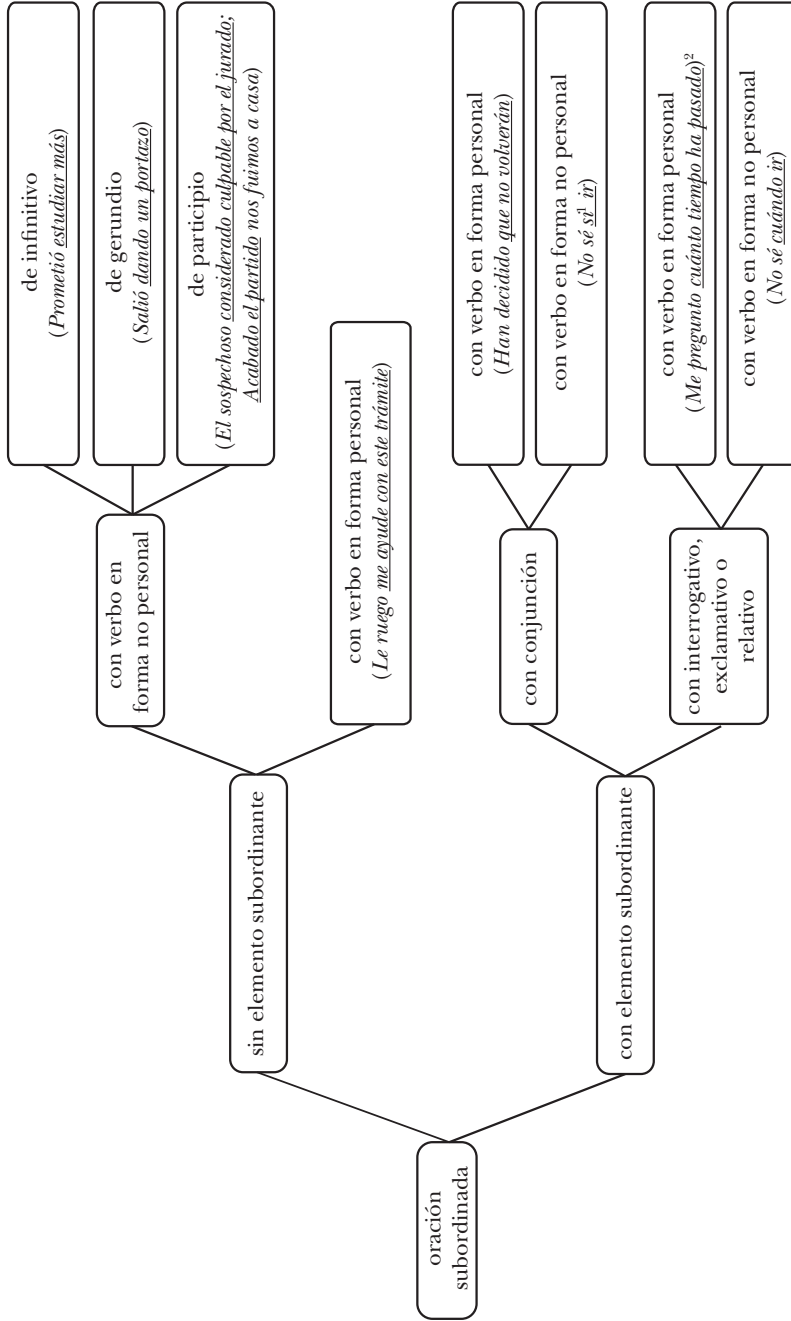 oración
subordinada
sin elemento subordinante
con verbo en
forma no personal
de infinitivo
(Prometió estudiar más)
de gerundio
(Salió dando un portazo)
de participio
(El sospechoso considerado culpable por el jurado;
Acabado el partido nos fuimos a casa)
con verbo en forma personal
(Le ruego me ayude con este trámite)
con elemento subordinante
con conjunción
con verbo en forma personal
(Han decidido que no volverán)
con verbo en forma no personal
(No sé si¹ ir)
con interrogativo,
exclamativo o
relativo
con verbo en forma personal
(Me pregunto cuánto tiempo ha pasado)²
con verbo en forma no personal
(No sé cuándo ir)